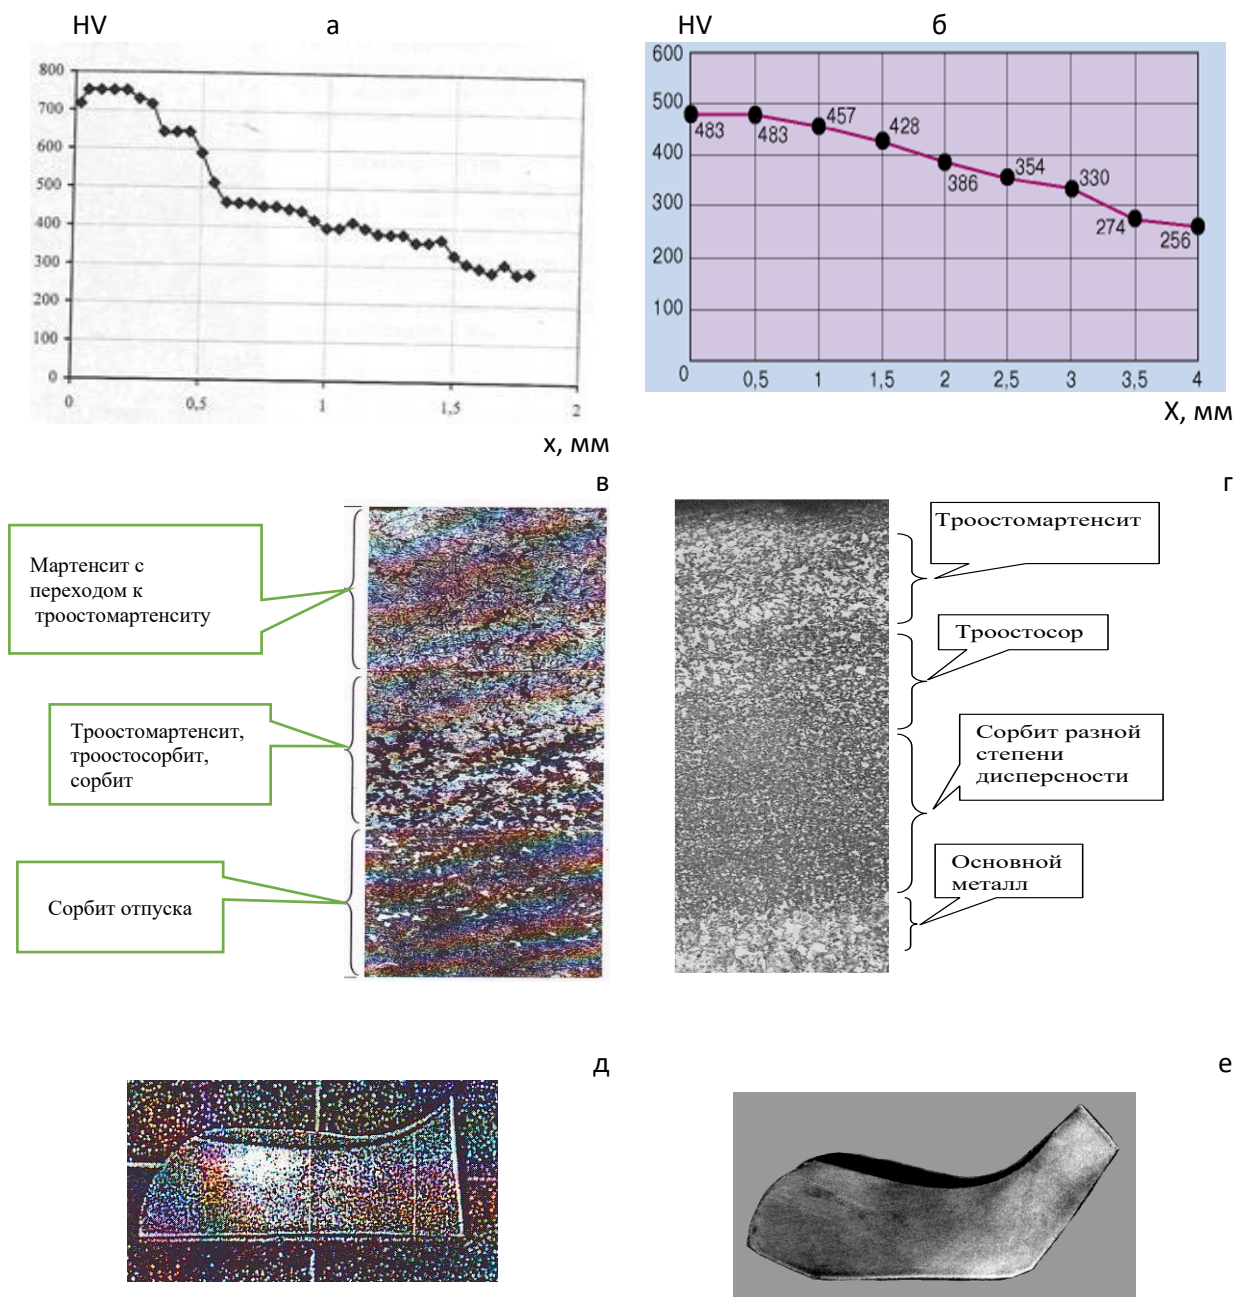 HV
а
HV
б
800
700
600
500
400
300
200
100
0
0
0,5
1
1,5
2
х, мм
600
500
400
300
200
100
0
0,5
1
1,5
2
2,5
3
3,5
4
483
483
457
428
386
354
330
274
256
Х, мм
в
г
Мартенсит с
переходом к
троостомартенситу
Троостомартенсит,
троостосорбит,
сорбит
Сорбит отпуска
Троостомартенсит
Троостосор
Сорбит разной
степени
дисперсности
Основной
металл
д
е